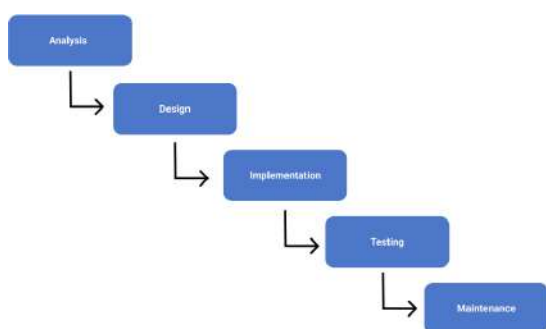 Analysis
Design
Implementation
Testing
Maintenance